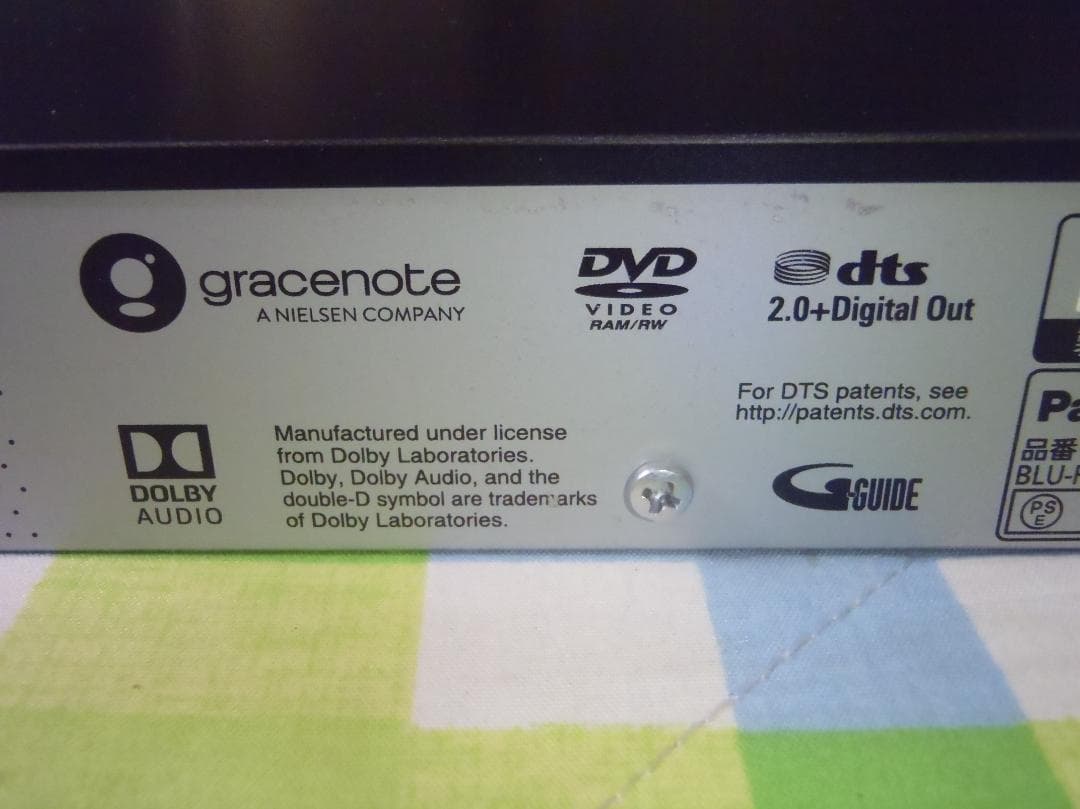 gracenote
A NIELSEN COMPANY
DVD
VIDEO
RAM/RW
dts
2.0+Digital Out
For DTS patents, see
http://patents.dts.com.
DOLBY
AUDIO
Manufactured under license
from Dolby Laboratories.
Dolby, Dolby Audio, and the
double-D symbol are trademarks
of Dolby Laboratories.
G-GUIDE
Pa
品番
BLU-
PS
E